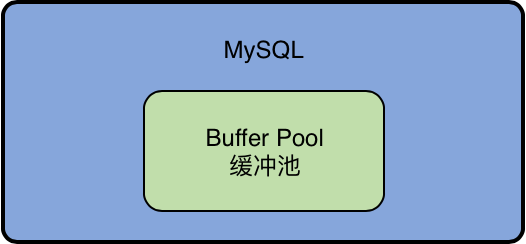 MySQL
Buffer Pool
缓冲池